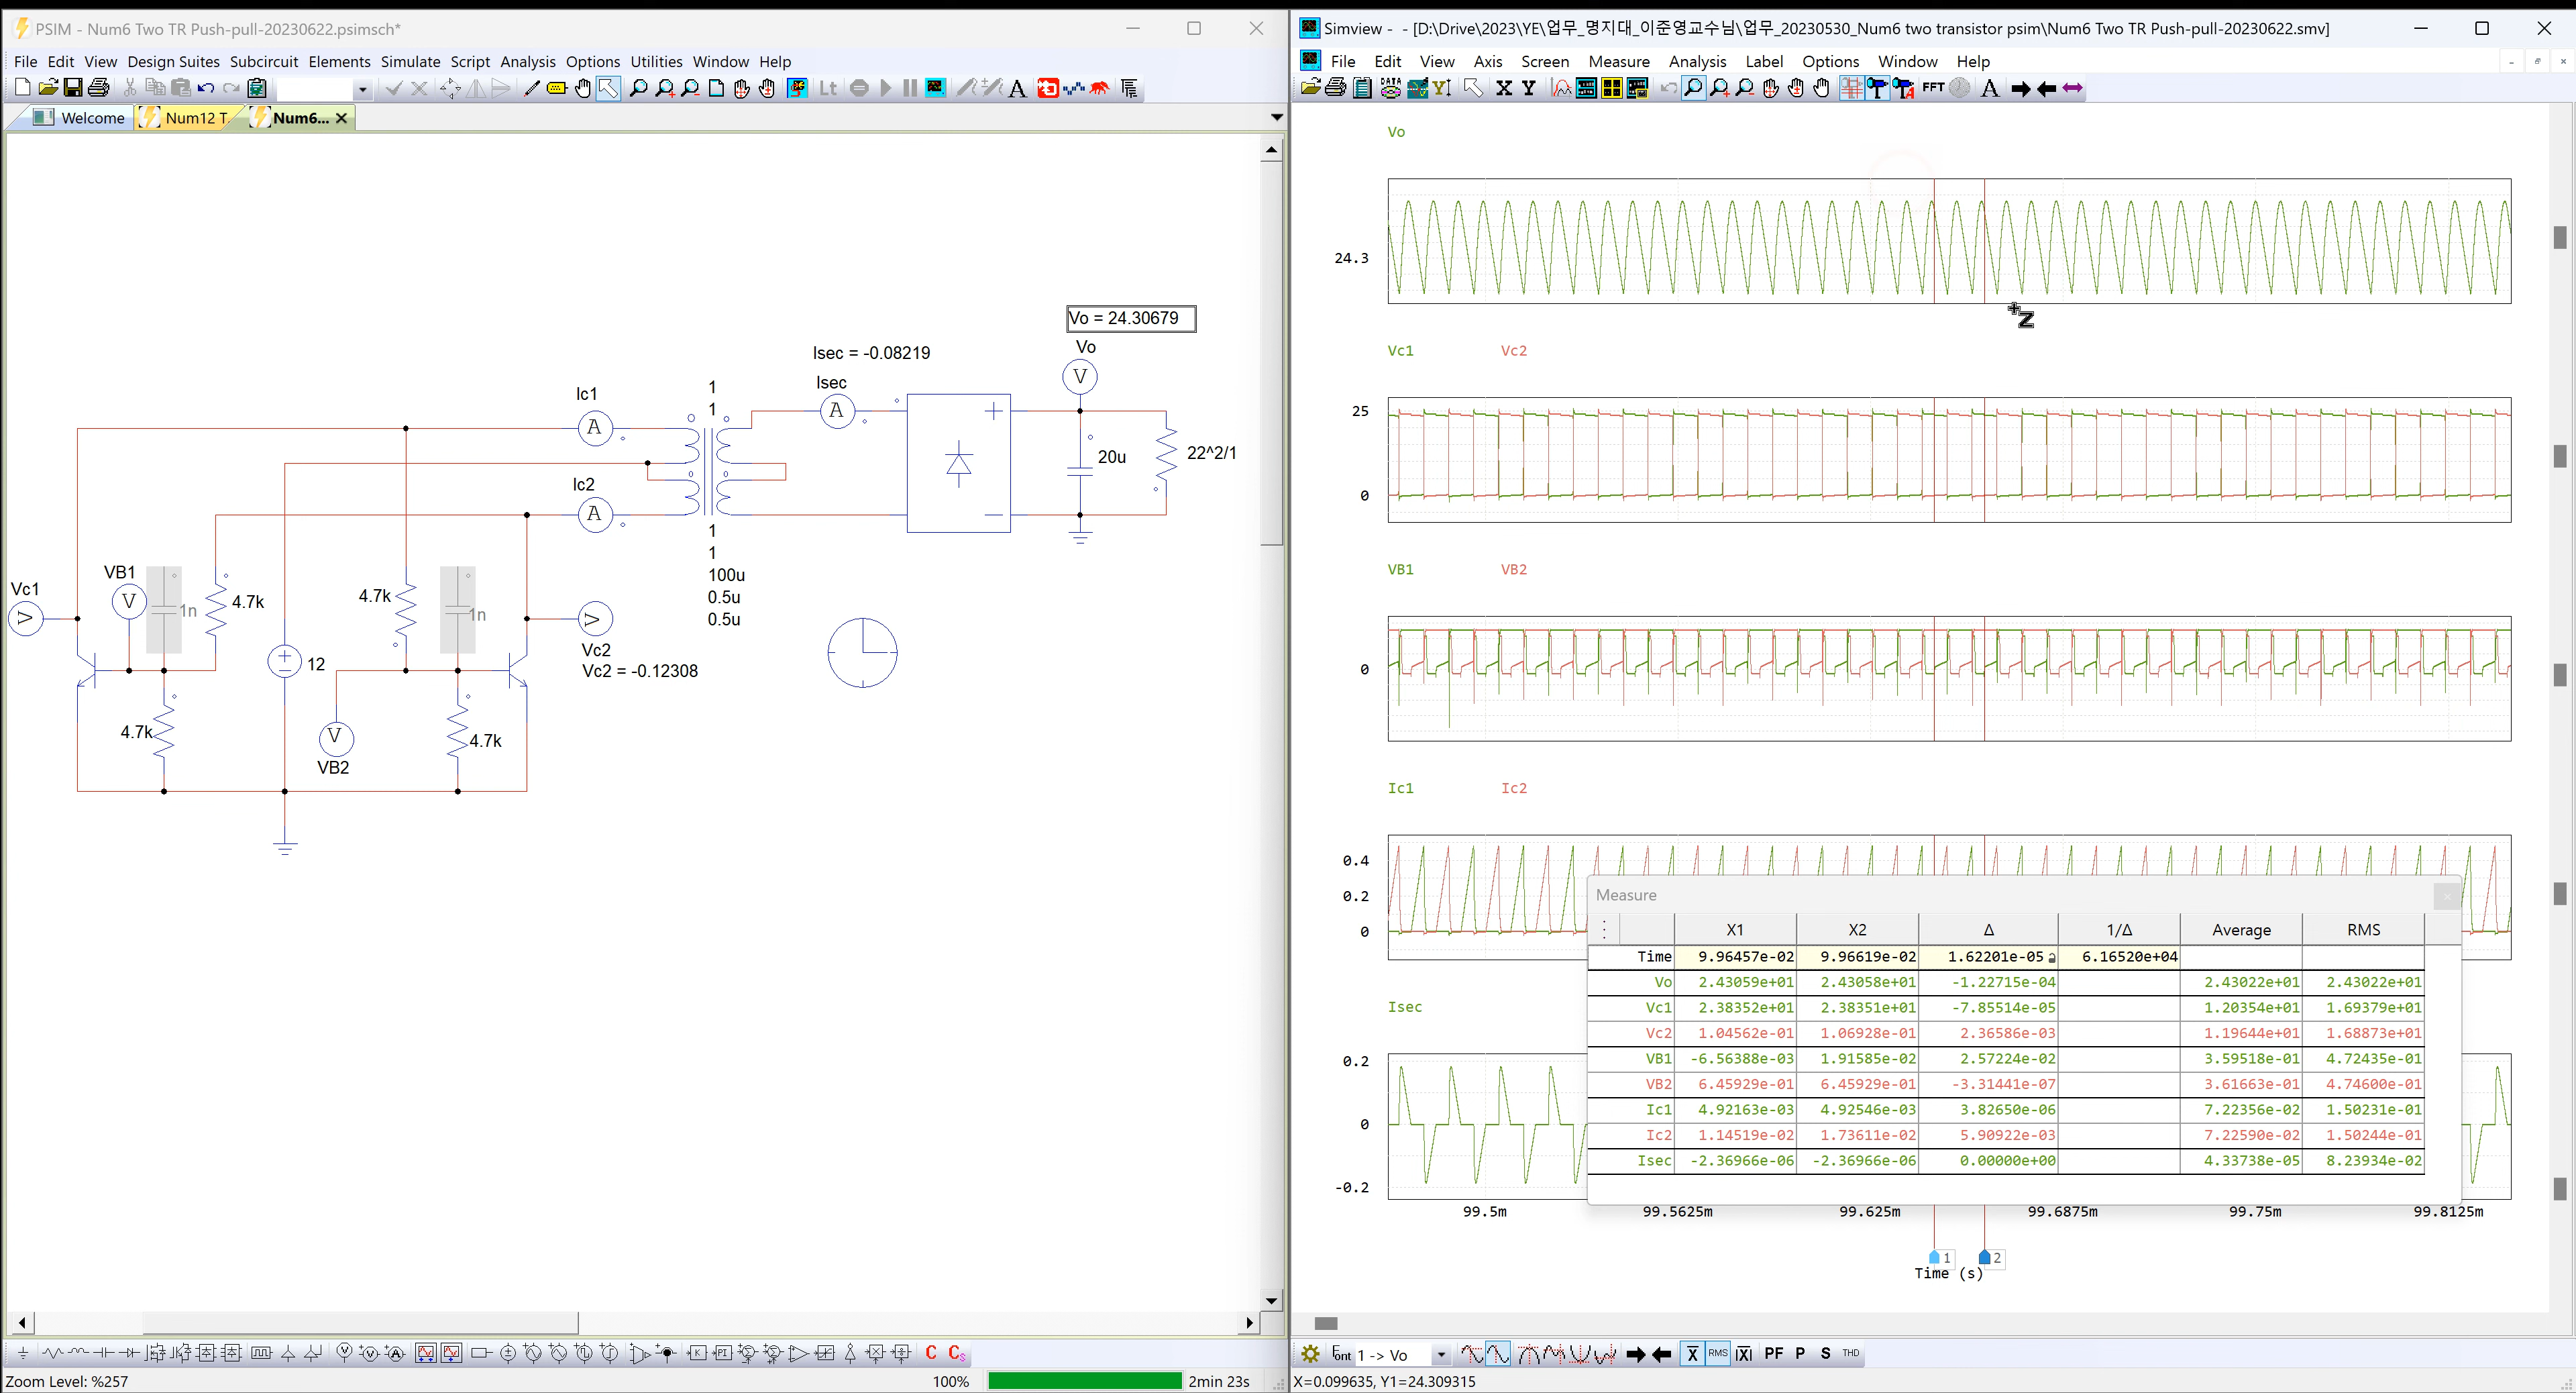 PSIM - Num6 Two TR Push-pull-20230622.psimsch*
File Edit View Design Suites Subcircuit Elements Simulate Script Analysis Options Utilities Window Help
Lt A
Welcome Num12 T. Num6...
Vo = 24.30679
Vo
V
Isec = -0.08219
Isec
A
Ic1
A
1
1
20u
22^2/1
Ic2
A
1
1
100u
0.5u
0.5u
VB1
V
1n
4.7k
4.7k
1n
Vc1
V
V
Vc2
Vc2 = -0.12308
12
4.7k
V
VB2
4.7k
K PI C Cs
Zoom Level: %257
100%
2min 23s
Simview - - [D:\Drive\2023\YE\업무_명지대_이준영교수님\업무_20230530_Num6 two transistor psim\Num6 Two TR Push-pull-20230622.smv]
File Edit View Axis Screen Measure Analysis Label Options Window Help
DATA X Y FFT A
Vo
24.3
Z
Vc1 Vc2
25
0
VB1 VB2
0
Ic1 Ic2
0.4
0.2
0
Isec
0.2
0
-0.2
Measure
X1 X2 Δ 1/Δ Average RMS
Time 9.96457e-02 9.96619e-02 1.62201e-05 6.16520e+04
Vo 2.43059e+01 2.43058e+01 -1.22715e-04 2.43022e+01 2.43022e+01
Vc1 2.38352e+01 2.38351e+01 -7.85514e-05 1.20354e+01 1.69379e+01
Vc2 1.04562e-01 1.06928e-01 2.36586e-03 1.19644e+01 1.68873e+01
VB1 -6.56388e-03 1.91585e-02 2.57224e-02 3.59518e-01 4.72435e-01
VB2 6.45929e-01 6.45929e-01 -3.31441e-07 3.61663e-01 4.74600e-01
Ic1 4.92163e-03 4.92546e-03 3.82650e-06 7.22356e-02 1.50231e-01
Ic2 1.14519e-02 1.73611e-02 5.90922e-03 7.22590e-02 1.50244e-01
Isec -2.36966e-06 -2.36966e-06 0.00000e+00 4.33738e-05 8.23934e-02
99.5m 99.5625m 99.625m 99.6875m 99.75m 99.8125m
1 2
Time (s)
Font 1 -> Vo X RMS |X| PF P S THD
X=0.099635, Y1=24.309315